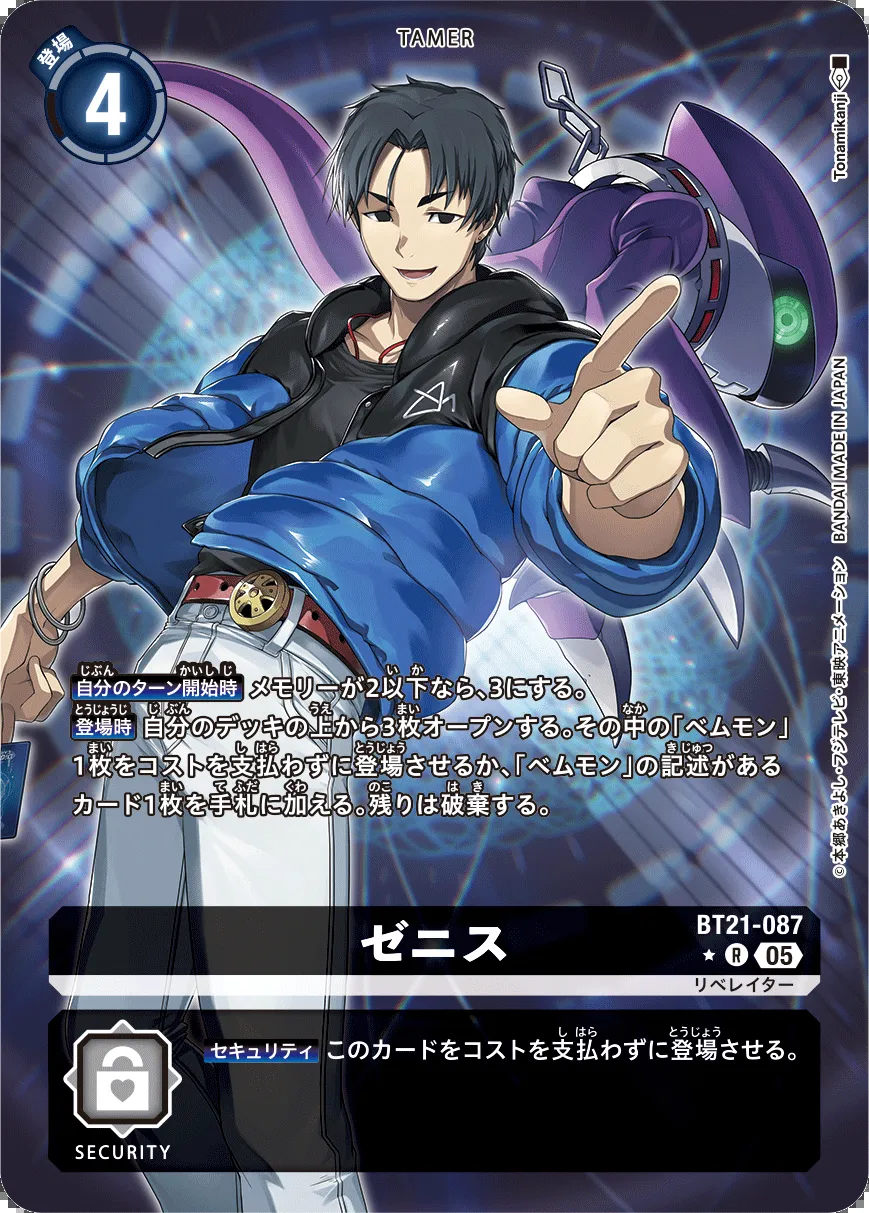 TAMER
登場
4
Tonamikanji
自分のターン開始時 メモリーが2以下なら、3にする。
登場時 自分のデッキの上から3枚オープンする。その中の「ベムモン」
1枚をコストを支払わずに登場させるか、「ベムモン」の記述がある
カード1枚を手札に加える。残りは破棄する。
©本郷あきよし・フジテレビ・東映アニメーション BANDAI MADE IN JAPAN
ゼニス
BT21-087
★ R 05
リベレイター
セキュリティ このカードをコストを支払わずに登場させる。
SECURITY